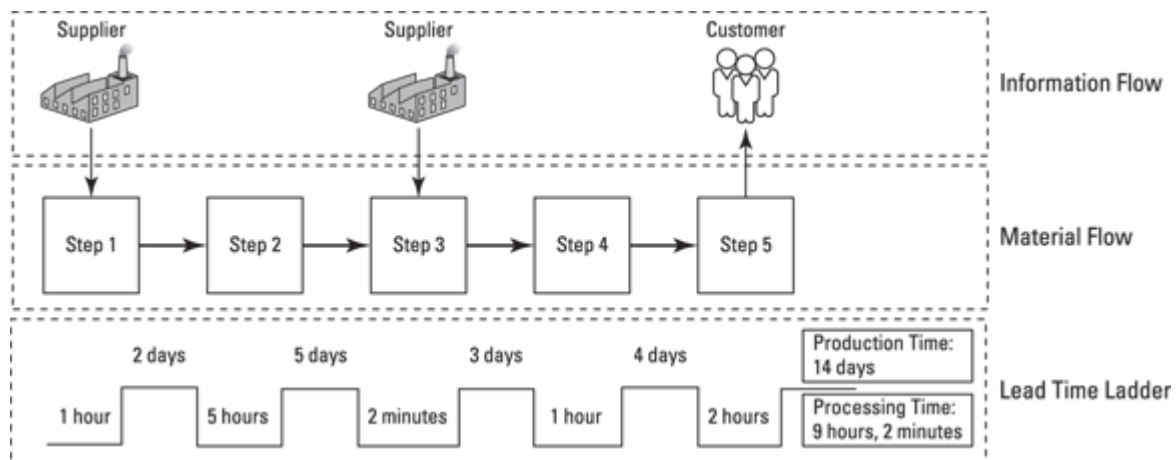 Supplier
Supplier
Customer
Information Flow
Step 1
Step 2
Step 3
Step 4
Step 5
Material Flow
2 days
5 days
3 days
4 days
Production Time:
14 days
1 hour
5 hours
2 minutes
1 hour
2 hours
Processing Time:
9 hours, 2 minutes
Lead Time Ladder